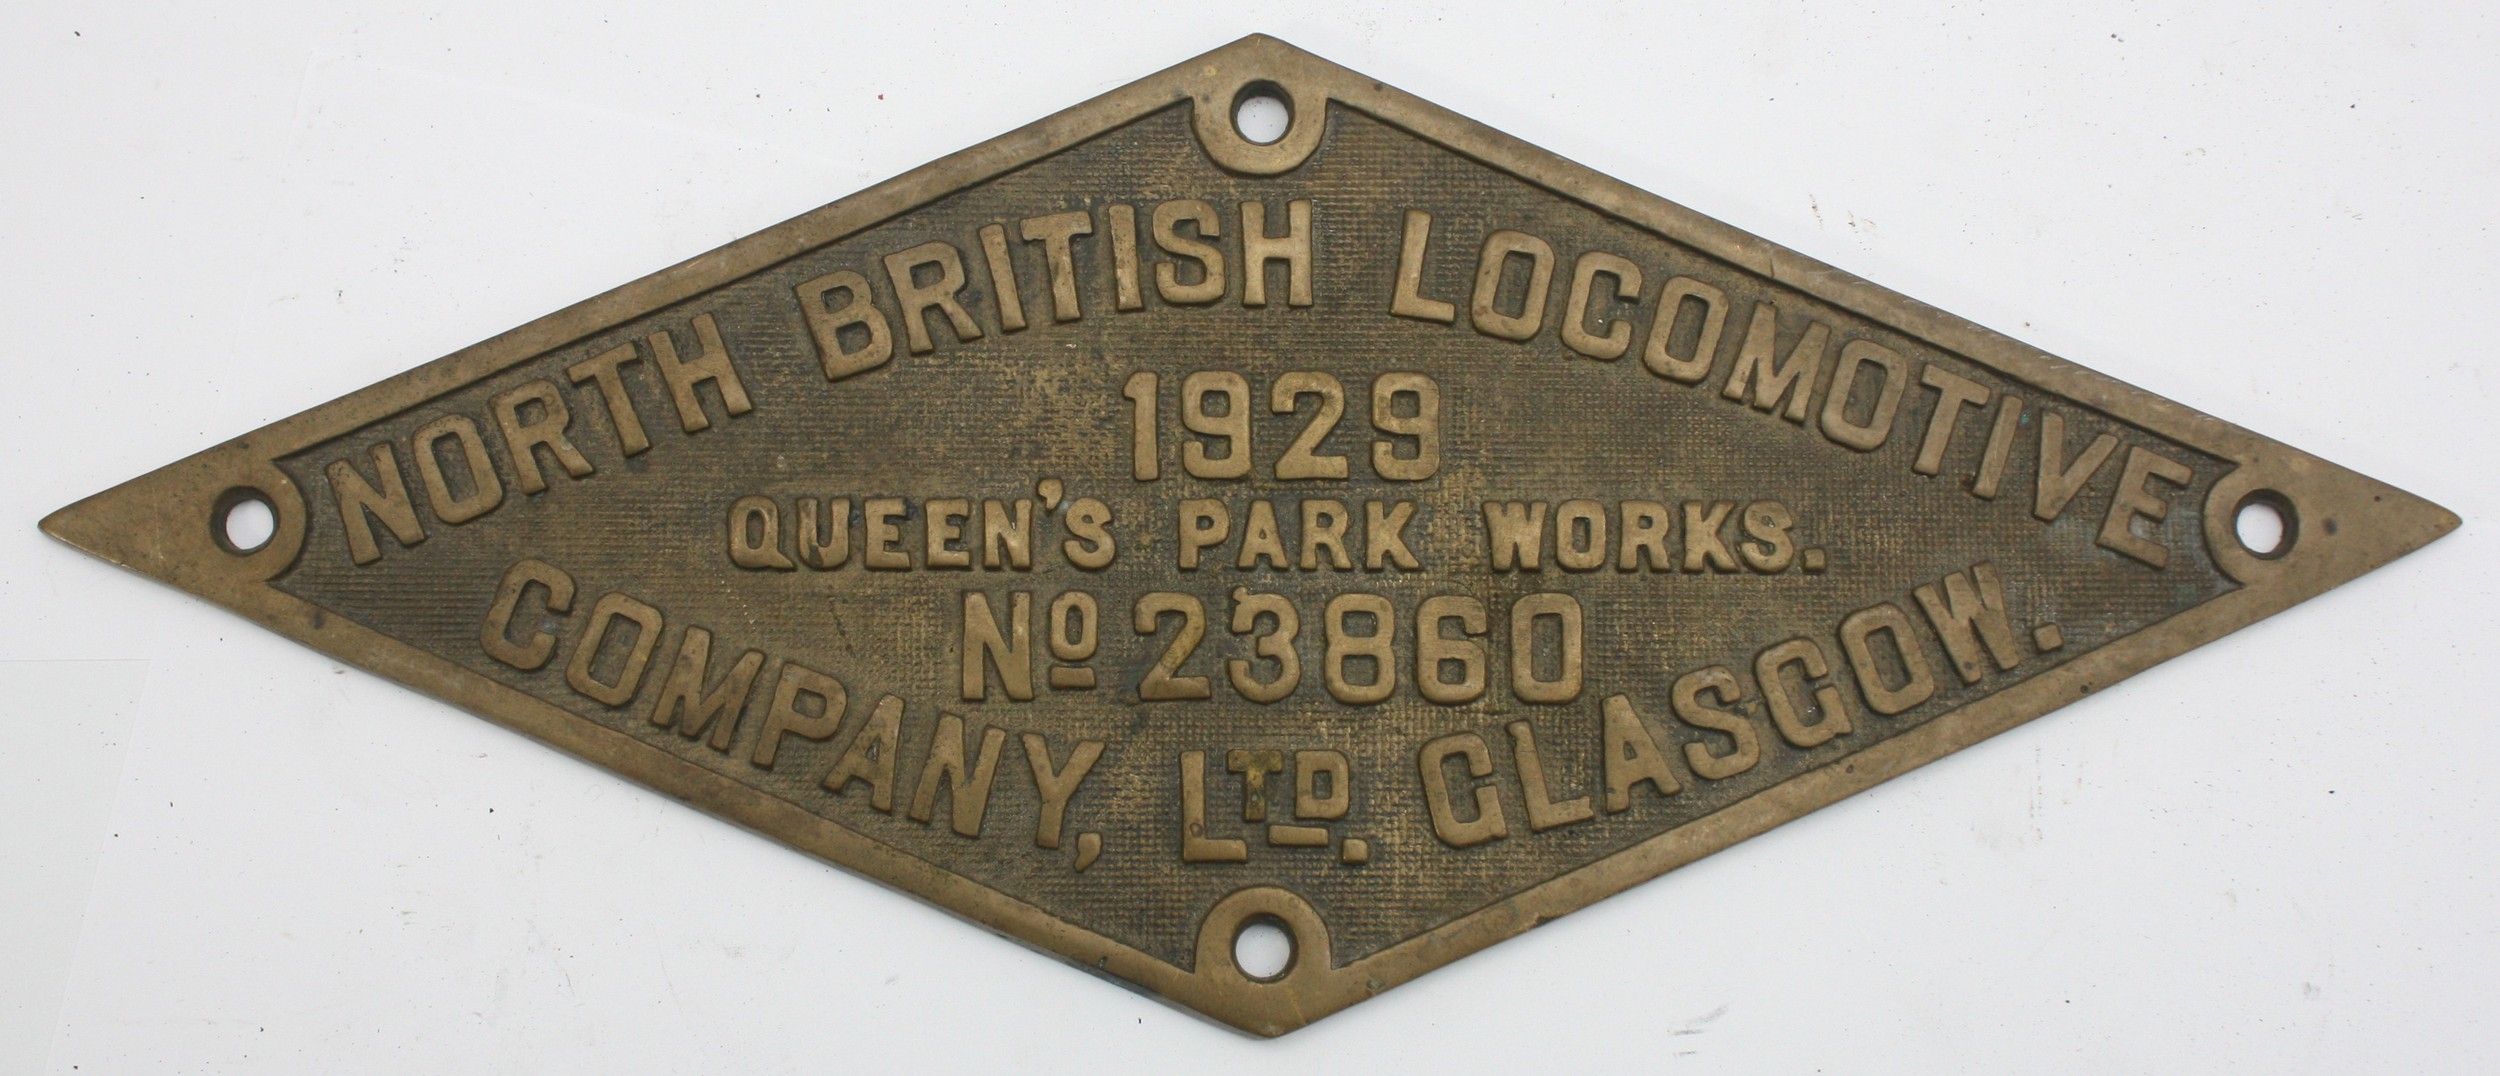 NORTH BRITISH LOCOMOTIVE
1929
QUEEN'S PARK WORKS.
No 23860
COMPANY, LTD. GLASGOW.